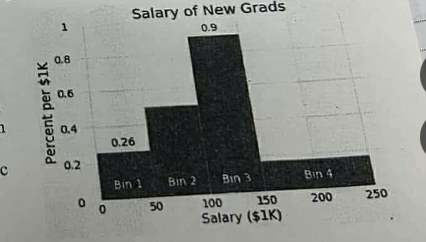 Salary of New Grads
Percent per $1K
1
0.9
0.8
0.6
0.4
0.26
0.2
0
Bin 1
Bin 2
Bin 3
Bin 4
0
50
100
150
200
250
Salary ($1K)